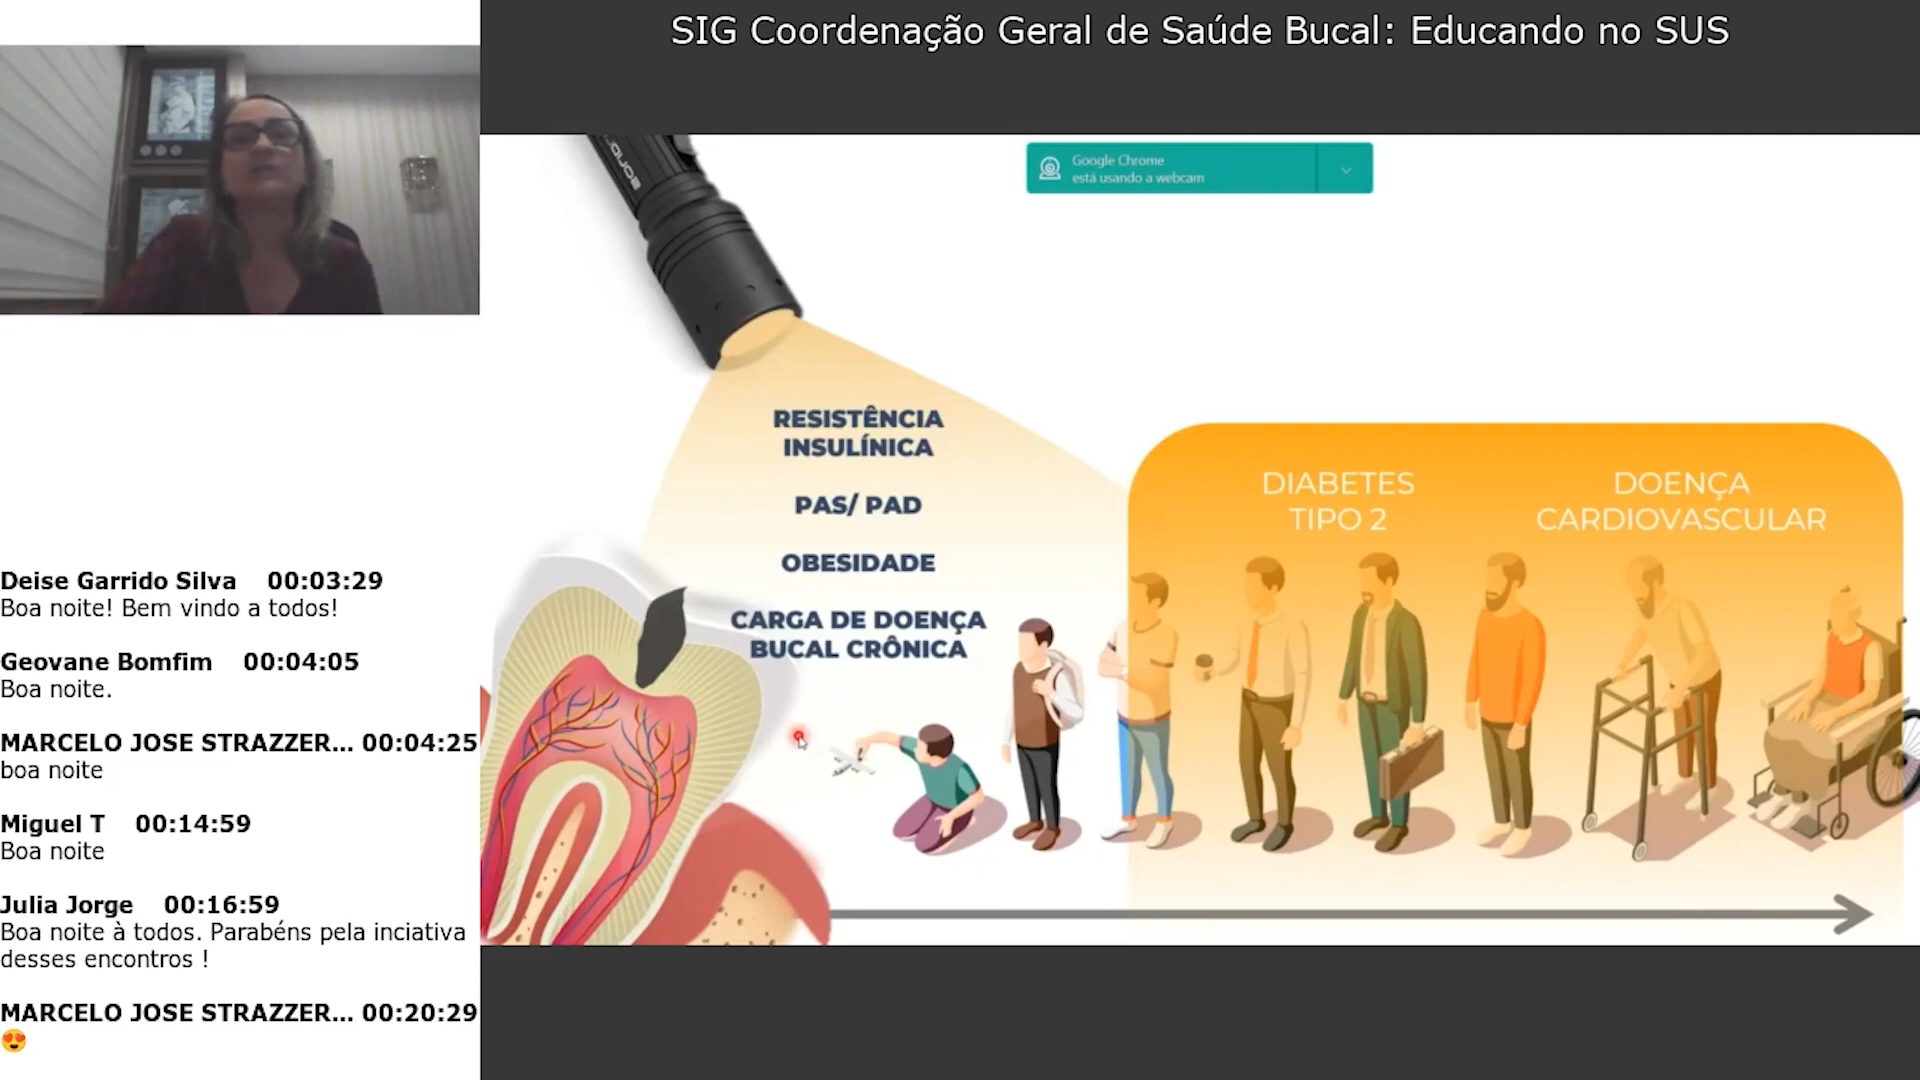 SIG Coordenação Geral de Saúde Bucal: Educando no SUS
Google Chrome
está usando a webcam
RESISTÊNCIA
INSULÍNICA
PAS/ PAD
OBESIDADE
CARGA DE DOENÇA
BUCAL CRÔNICA
DIABETES
TIPO 2
DOENÇA
CARDIOVASCULAR
Deise Garrido Silva 00:03:29
Boa noite! Bem vindo a todos!
Geovane Bomfim 00:04:05
Boa noite.
MARCELO JOSE STRAZZER... 00:04:25
boa noite
Miguel T 00:14:59
Boa noite
Julia Jorge 00:16:59
Boa noite à todos. Parabéns pela inciativa
desses encontros !
MARCELO JOSE STRAZZER... 00:20:29
😍